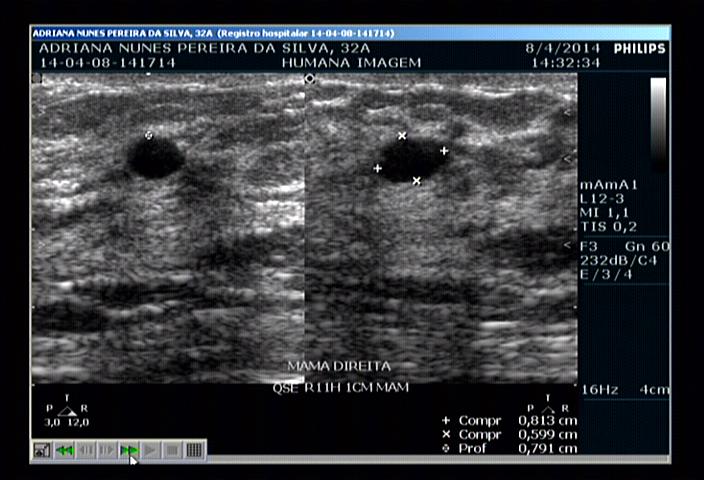 ADRIANA NUNES PEREIRA DA SILVA, 32A (Registro hospitalar 14-04-08-141714)
ADRIANA NUNES PEREIRA DA SILVA, 32A 8/4/2014 PHILIPS
14-04-08-141714 HUMANA IMAGEM 14:32:34
mAmA1
L12-3
MI 1,1
TIS 0,2
F3 Gn 60
232dB/C4
E/3/4
MAMA DIREITA
QSE R11H 1CM MAM
16Hz 4cm
T
P R
3,0 12,0
T
P R
+ Compr 0,813 cm
× Compr 0,599 cm
Prof 0,791 cm